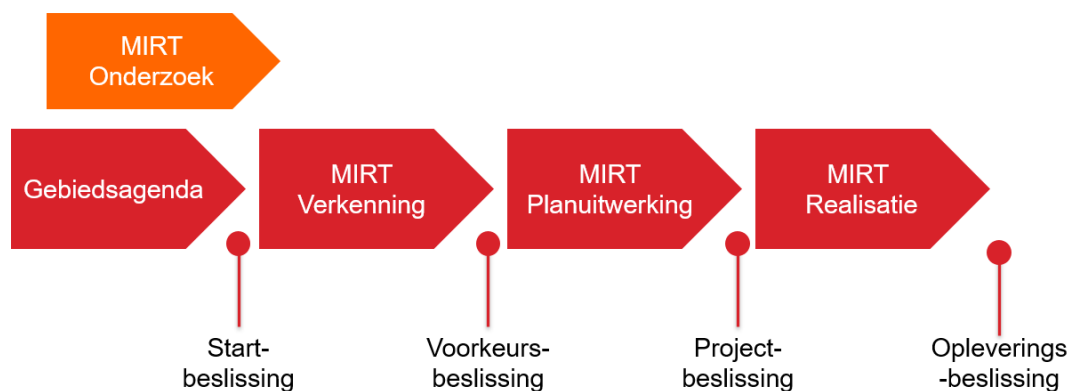 MIRT
Onderzoek
Gebiedsagenda
MIRT
Verkenning
MIRT
Planuitwerking
MIRT
Realisatie
Start-
beslissing
Voorkeurs-
beslissing
Project-
beslissing
Opleverings
-beslissing